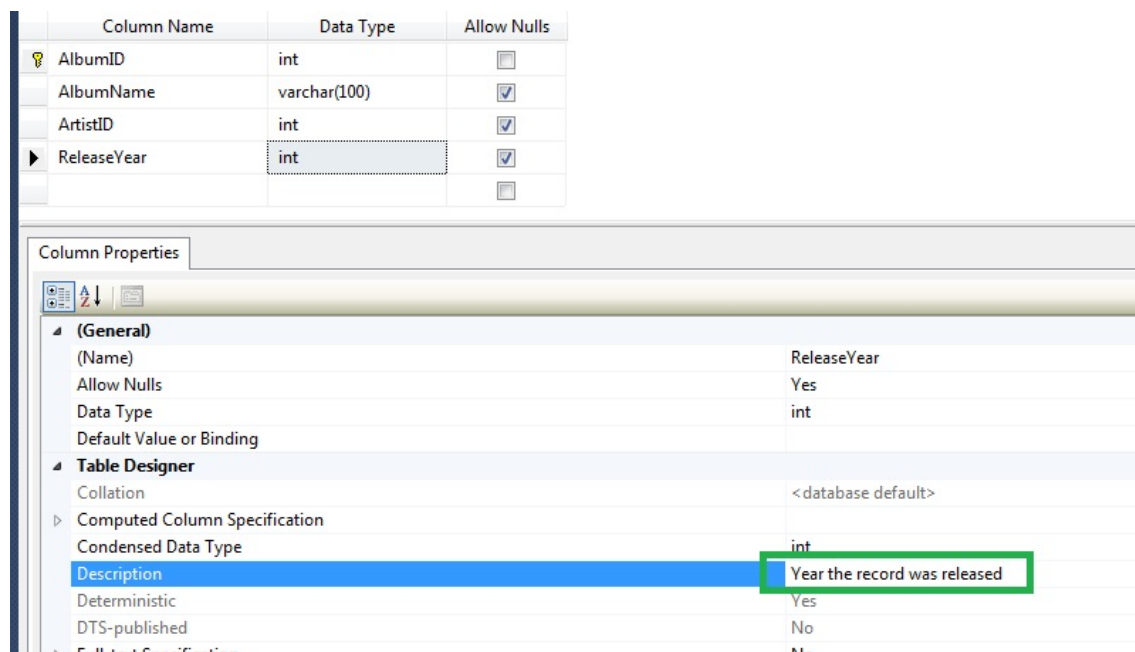 Column Name Data Type Allow Nulls
AlbumID int
AlbumName varchar(100)
ArtistID int
ReleaseYear int
Column Properties
(General)
(Name) ReleaseYear
Allow Nulls Yes
Data Type int
Default Value or Binding
Table Designer
Collation <database default>
Computed Column Specification
Condensed Data Type int
Description Year the record was released
Deterministic Yes
DTS-published No